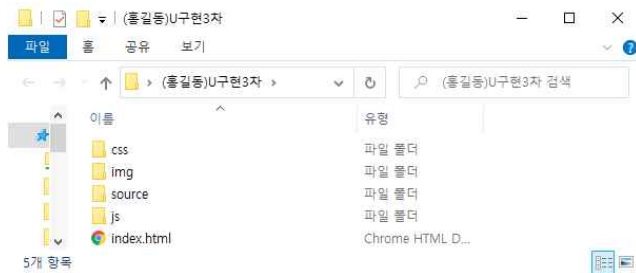 (홍길동)U구현3차
파일 홈 공유 보기
(홍길동)U구현3차 (홍길동)U구현3차 검색
이름 유형
css 파일 폴더
img 파일 폴더
source 파일 폴더
js 파일 폴더
index.html Chrome HTML D...
5개 항목